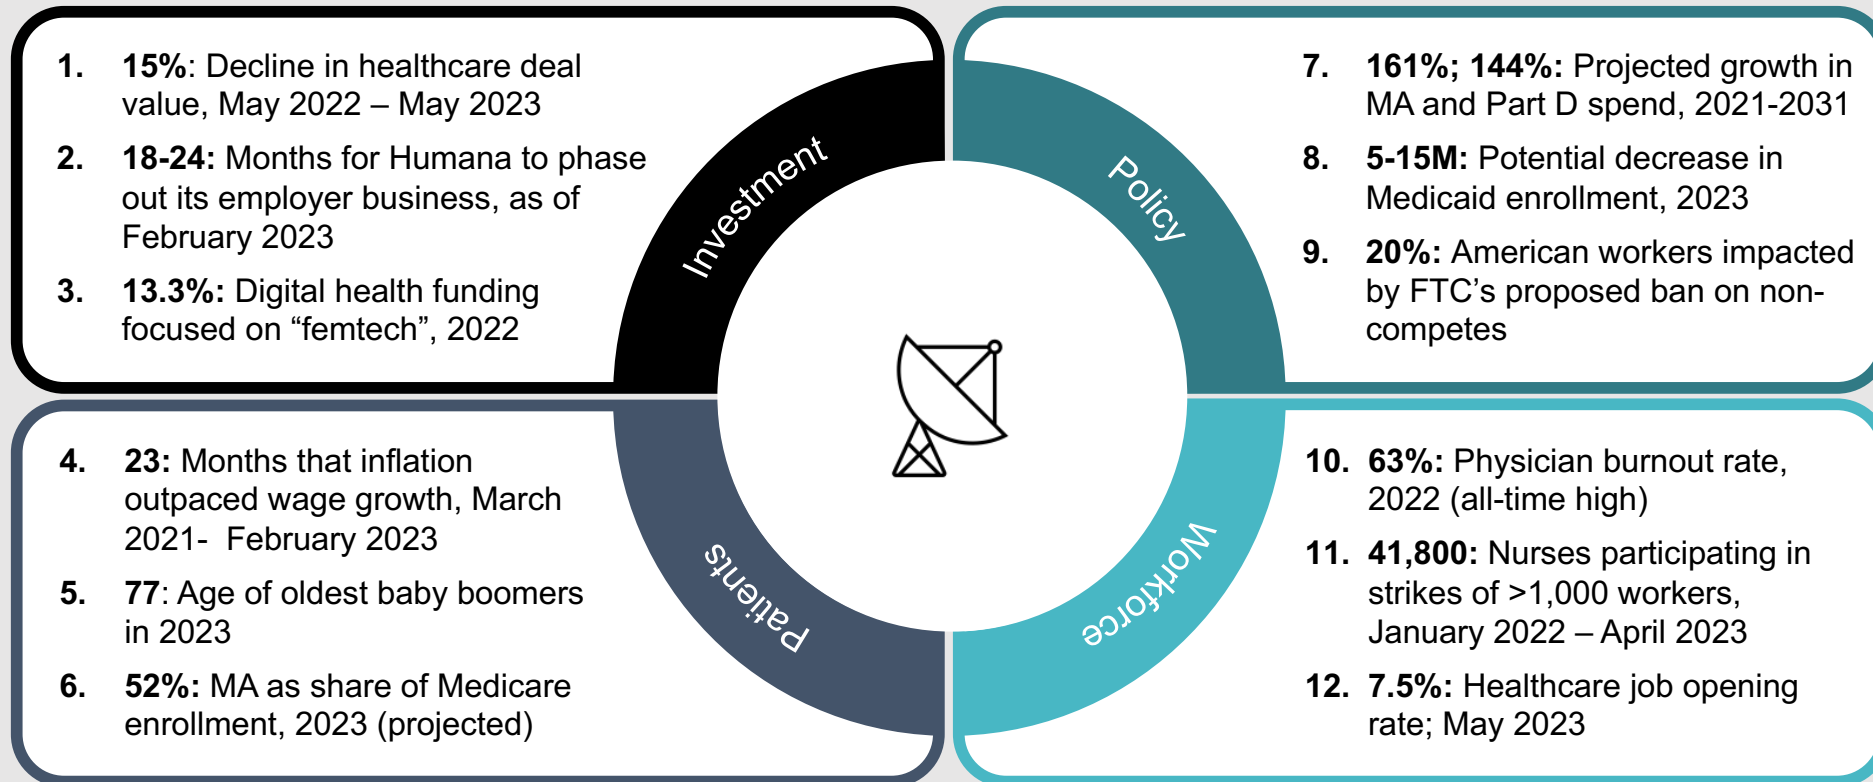 1. 15%: Decline in healthcare deal
value, May 2022 – May 2023
2. 18-24: Months for Humana to phase
out its employer business, as of
February 2023
3. 13.3%: Digital health funding
focused on “femtech”, 2022
Investment
Policy
7. 161%; 144%: Projected growth in
MA and Part D spend, 2021-2031
8. 5-15M: Potential decrease in
Medicaid enrollment, 2023
9. 20%: American workers impacted
by FTC’s proposed ban on non-
competes
4. 23: Months that inflation
outpaced wage growth, March
2021- February 2023
5. 77: Age of oldest baby boomers
in 2023
6. 52%: MA as share of Medicare
enrollment, 2023 (projected)
Patients
Workforce
10. 63%: Physician burnout rate,
2022 (all-time high)
11. 41,800: Nurses participating in
strikes of >1,000 workers,
January 2022 – April 2023
12. 7.5%: Healthcare job opening
rate; May 2023